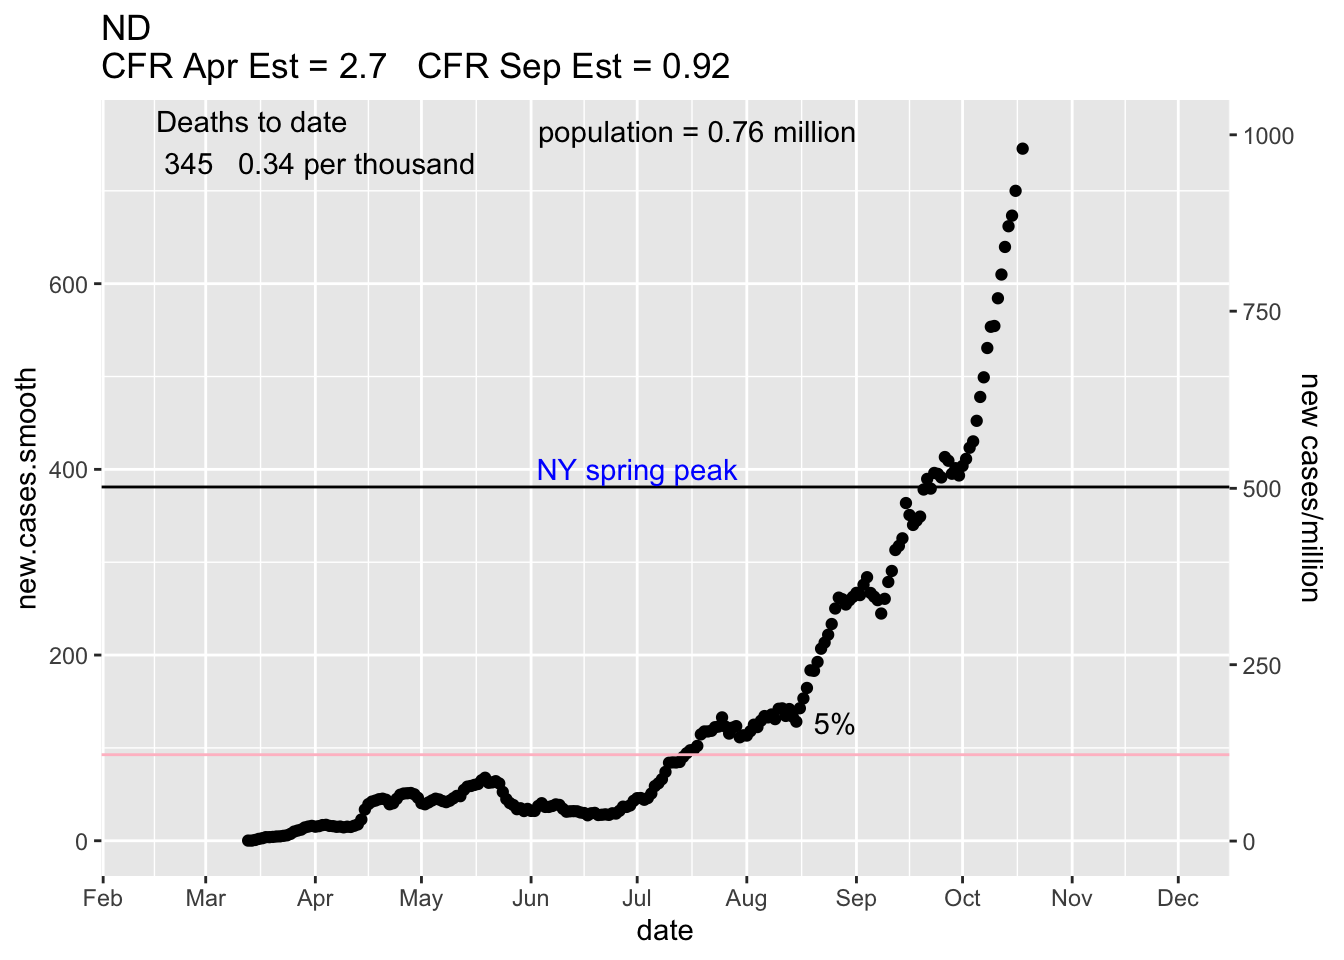 ND
CFR Apr Est = 2.7 CFR Sep Est = 0.92
Deaths to date
345 0.34 per thousand
population = 0.76 million
NY spring peak
5%
new.cases.smooth
600
400
200
0
1000
750
500
250
0
new cases/million
Feb Mar Apr May Jun Jul Aug Sep Oct Nov Dec
date